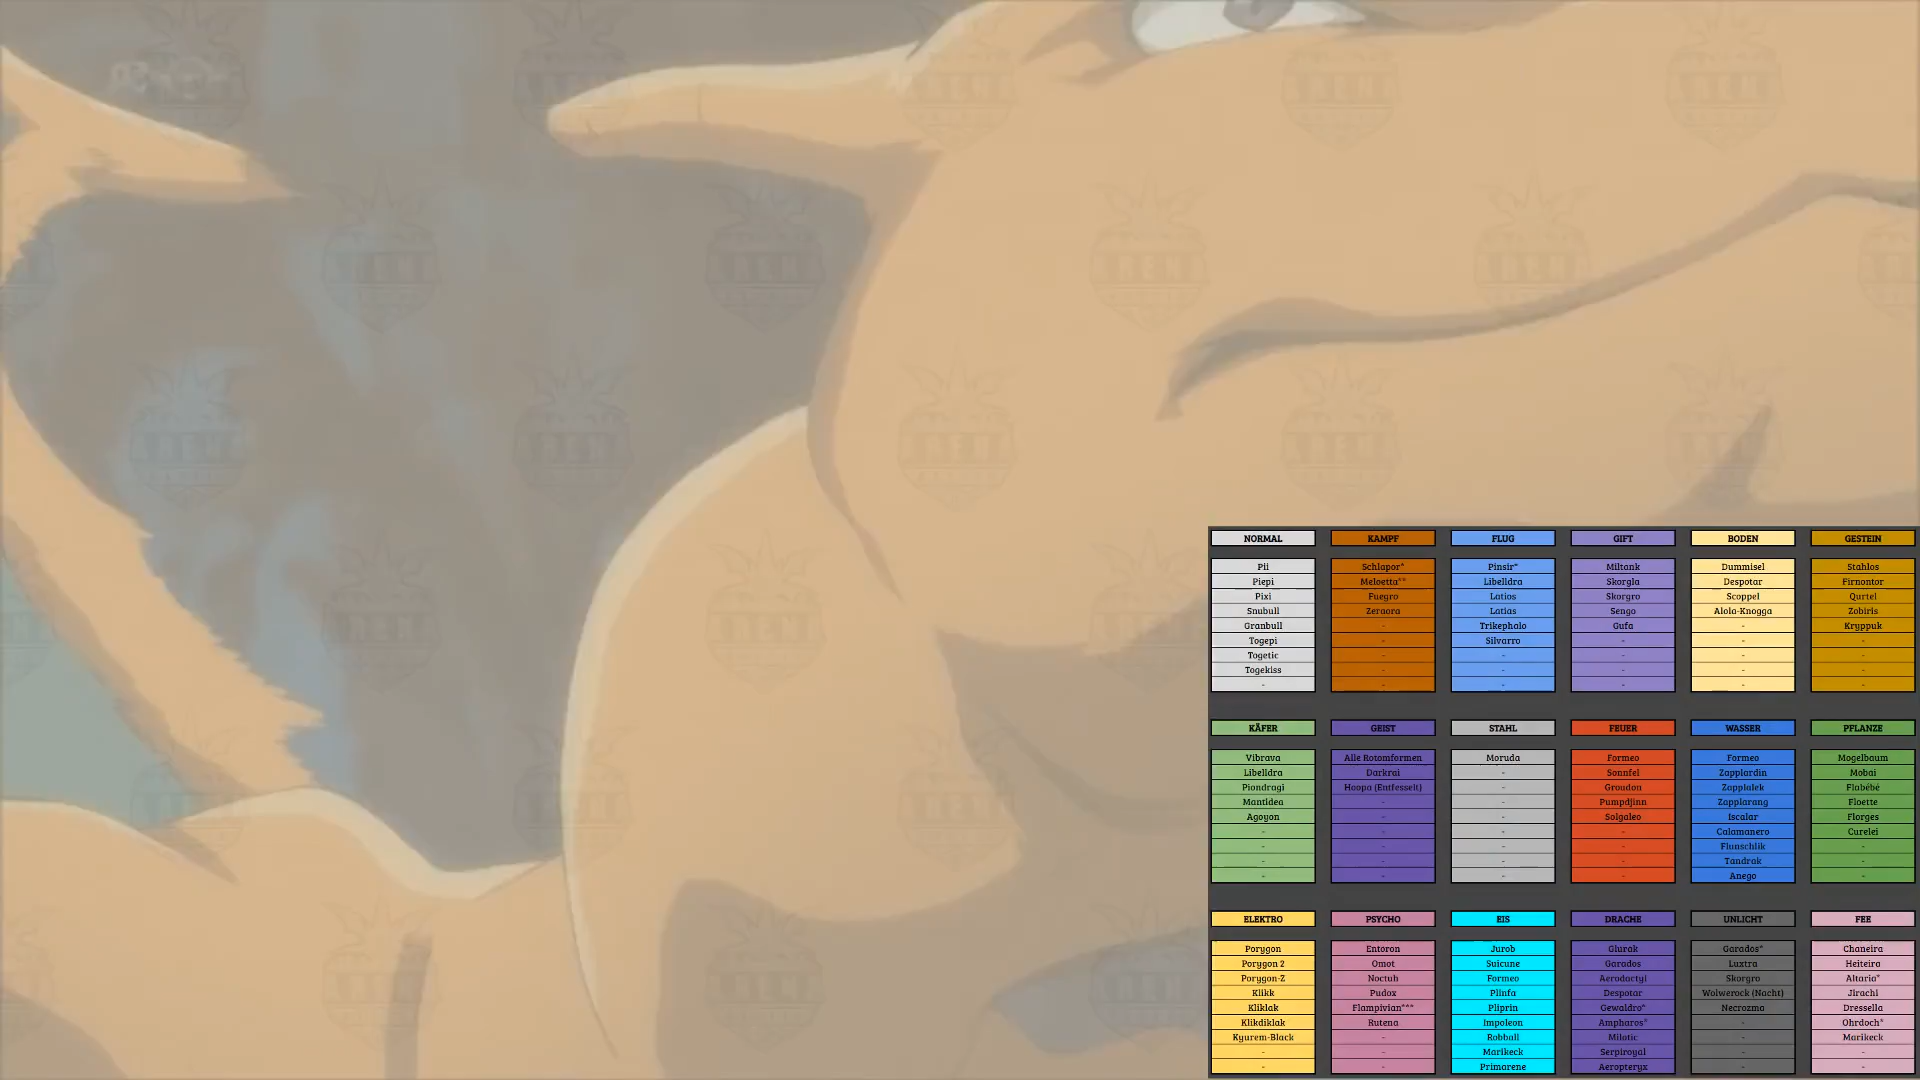 NORMAL KAMPF FLUG GIFT BODEN GESTEIN
Pii Schlapor* Pinsir* Miltank Dummisel Stahlos
Piepi Meloetta** Libelldra Skorgla Despotar Firnontor
Pixi Fuegro Latios Skorgro Scoppel Qurtel
Snubull Zeraora Latias Sengo Alola-Knogga Zobiris
Granbull - Trikephalo Gufa - Kryppuk
Togepi - Silvarro - - -
Togetic - - - - -
Togekiss - - - - -
- - - - - -
KÄFER GEIST STAHL FEUER WASSER PFLANZE
Vibrava Alle Rotomformen Moruda Formeo Formeo Mogelbaum
Libelldra Darkrai - Sonnfel Zapplardin Mobai
Piondragi Hoopa (Entfesselt) - Groudon Zapplalek Flabébé
Mantidea - - Pumpdjinn Zapplarang Floette
Agoyon - - Solgaleo Iscalar Florges
- - - - Calamanero Curelei
- - - - Flunschlik -
- - - - Tandrak -
- - - - Anego -
ELEKTRO PSYCHO EIS DRACHE UNLICHT FEE
Porygon Entoron Jurob Glurak Garados* Chaneira
Porygon 2 Omot Suicune Garados Luxtra Heiteira
Porygon-Z Noctuh Formeo Aerodactyl Skorgro Altaria*
Klikk Pudox Plinfa Despotar Wolwerock (Nacht) Jirachi
Kliklak Flampivian*** Pliprin Gewaldro* Necrozma Dressella
Klikdiklak Rutena Impoleon Ampharos* - Ohrdoch*
Kyurem-Black - Robball Milotic - Marikeck
- - Marikeck Serpiroyal - -
- - Primarene Aeropteryx - -